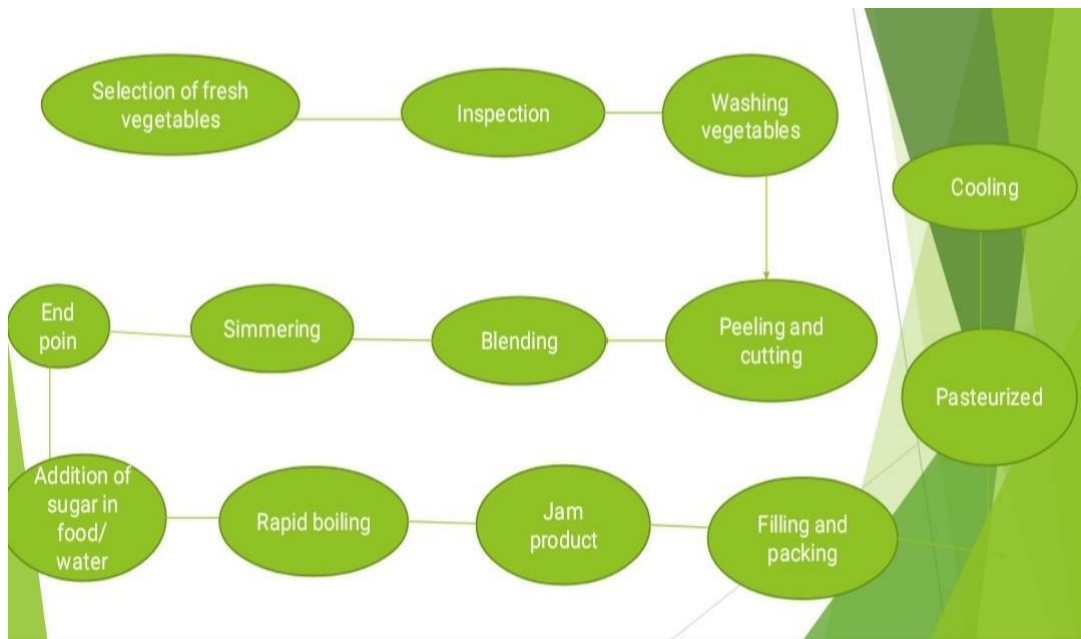 Selection of fresh
vegetables
Inspection
Washing
vegetables
Peeling and
cutting
Blending
Simmering
End
poin
Addition of
sugar in
food/
water
Rapid boiling
Jam
product
Filling and
packing
Pasteurized
Cooling